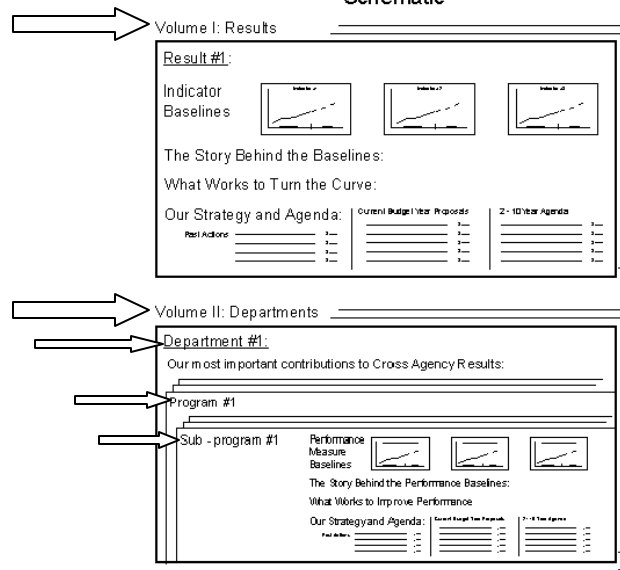 Schematic
Volume I: Results
Result #1:
Indicator
Baselines
Indicator #2
Indicator #3
The Story Behind the Baselines:
What Works to Turn the Curve:
Our Strategy and Agenda:
Past Actions
Current Budget Year Proposals
2 - 10 Year Agenda
Volume II: Departments
Department #1:
Our most important contributions to Cross Agency Results:
Program #1
Sub - program #1
Performance
Measure
Baselines
The Story Behind the Performance Baselines:
What Works to Improve Performance
Our Strategy and Agenda:
Past Actions
Current Budget Year Proposals